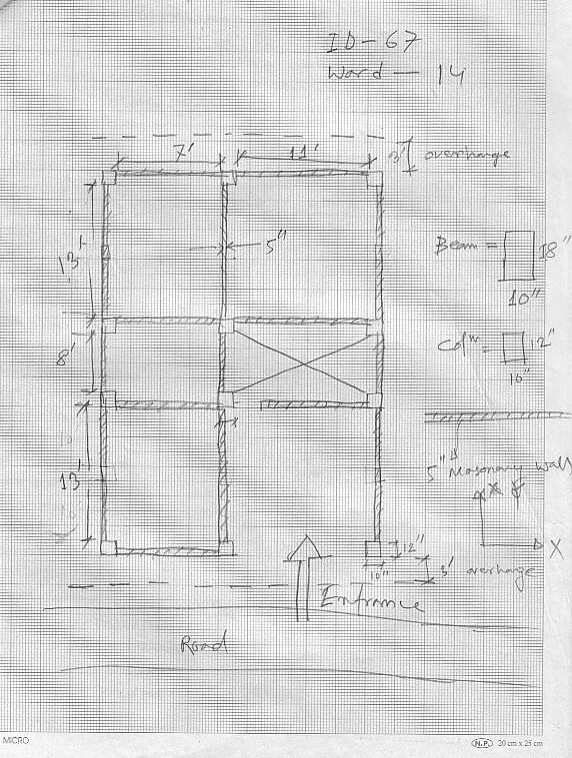 ID-67
Ward - 14
7'
11'
3' overhange
13'
5"
Beam =
18"
10"
8'
Colm =
12"
10"
13'
5" Masonary wall
X
12"
10"
3' overhange
Entrance
Road
MICRO
N.P. 20 cm x 25 cm